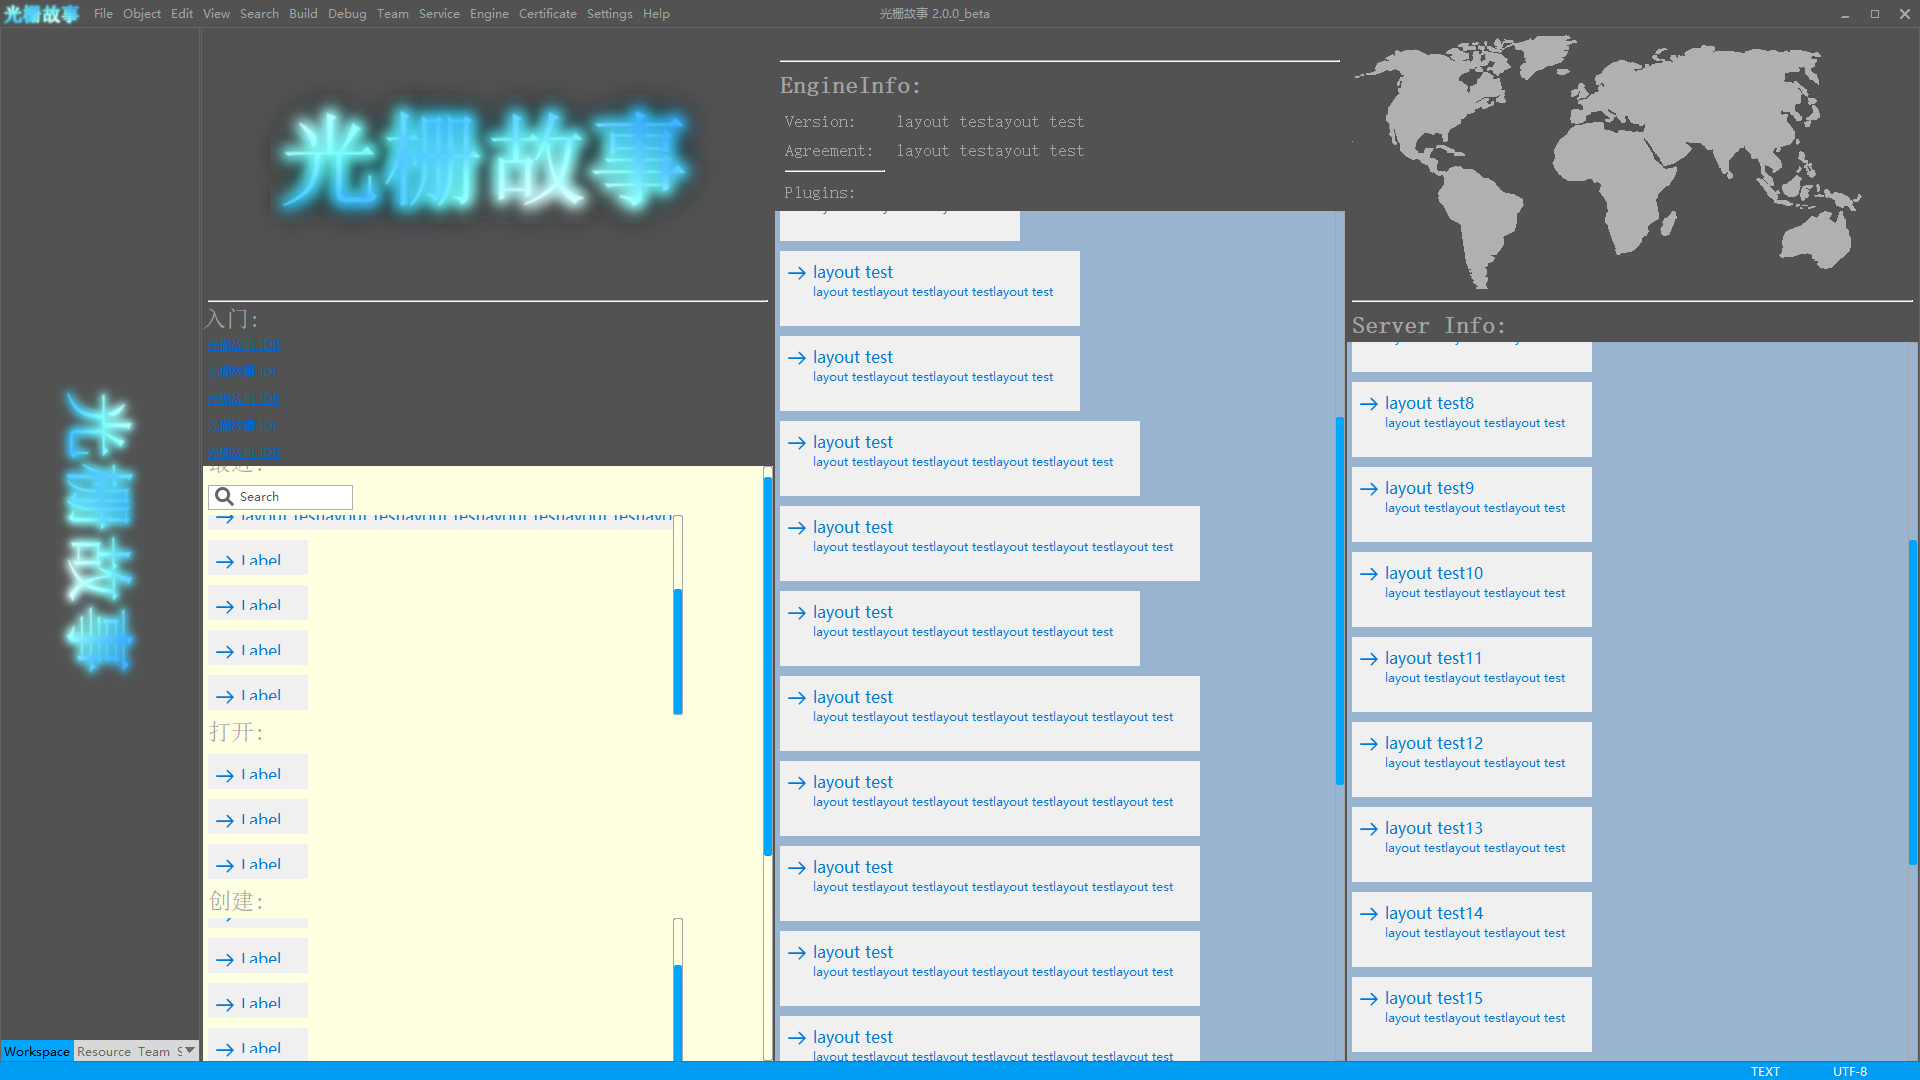 光栅故事 File Object Edit View Search Build Debug Team Service Engine Certificate Settings Help 光栅故事 2.0.0_beta
光栅故事
光栅故事
Workspace Resource Team S
入门:
光栅故事 IDE
光栅故事 IDE
光栅故事 IDE
光栅故事 IDE
光栅故事 IDE
最近:
Search
layout testlayout testlayout testlayout testlayout testlayo
Label
Label
Label
Label
打开:
Label
Label
Label
创建:
Label
Label
Label
EngineInfo:
Version: layout testayout test
Agreement: layout testayout test
Plugins:
layout test
layout testlayout testlayout testlayout test
layout test
layout testlayout testlayout testlayout test
layout test
layout testlayout testlayout testlayout testlayout test
layout test
layout testlayout testlayout testlayout testlayout testlayout test
layout test
layout testlayout testlayout testlayout testlayout test
layout test
layout testlayout testlayout testlayout testlayout testlayout test
layout test
layout testlayout testlayout testlayout testlayout testlayout test
layout test
layout testlayout testlayout testlayout testlayout testlayout test
layout test
layout testlayout testlayout testlayout testlayout testlayout test
layout test
layout testlayout testlayout testlayout testlayout testlayout test
Server Info:
layout test8
layout testlayout testlayout test
layout test9
layout testlayout testlayout test
layout test10
layout testlayout testlayout test
layout test11
layout testlayout testlayout test
layout test12
layout testlayout testlayout test
layout test13
layout testlayout testlayout test
layout test14
layout testlayout testlayout test
layout test15
layout testlayout testlayout test
TEXT UTF-8